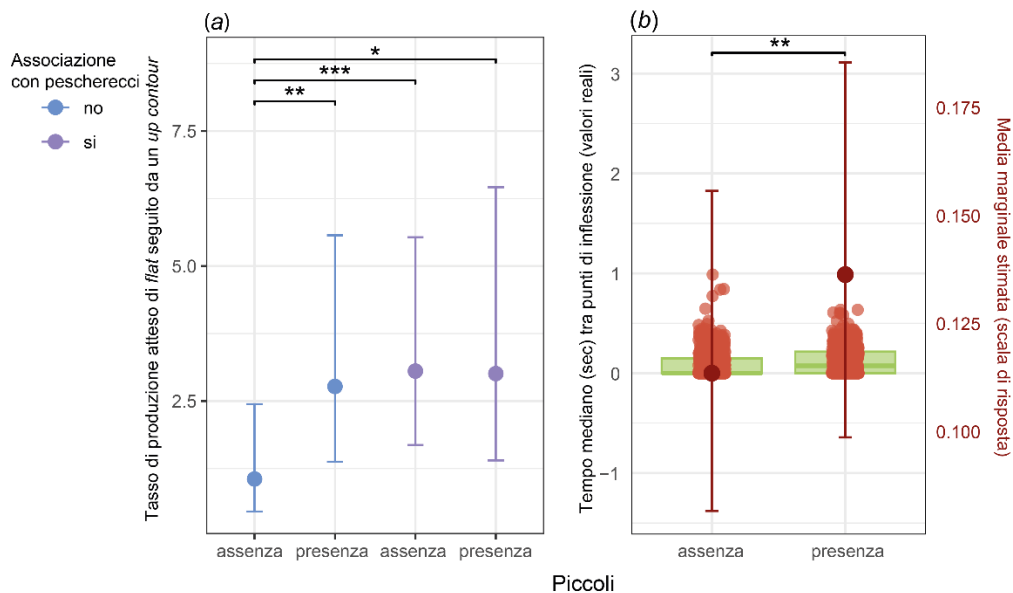 (a)
(b)
Associazione
con pescherecci
no
si
Tasso di produzione atteso di flat seguito da un up contour
7.5
5.0
2.5
*
***
**
assenza
presenza
assenza
presenza
Tempo mediano (sec) tra punti di inflessione (valori reali)
3
2
1
0
−1
**
assenza
presenza
0.175
0.150
0.125
0.100
Media marginale stimata (scala di risposta)
Piccoli